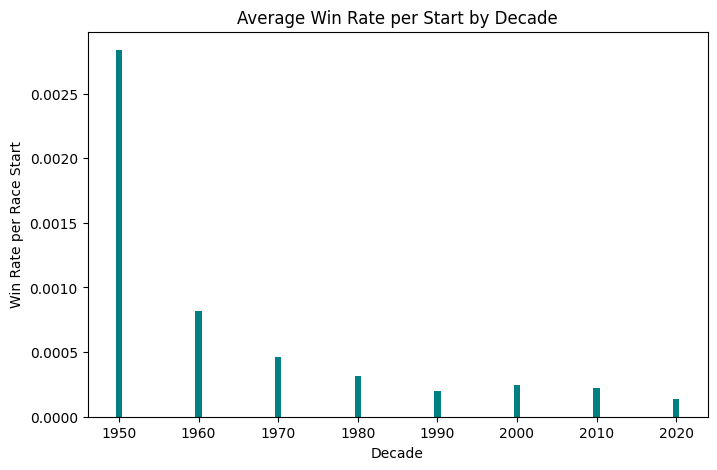 Average Win Rate per Start by Decade
Win Rate per Race Start
0.0025
0.0020
0.0015
0.0010
0.0005
0.0000
1950 1960 1970 1980 1990 2000 2010 2020
Decade